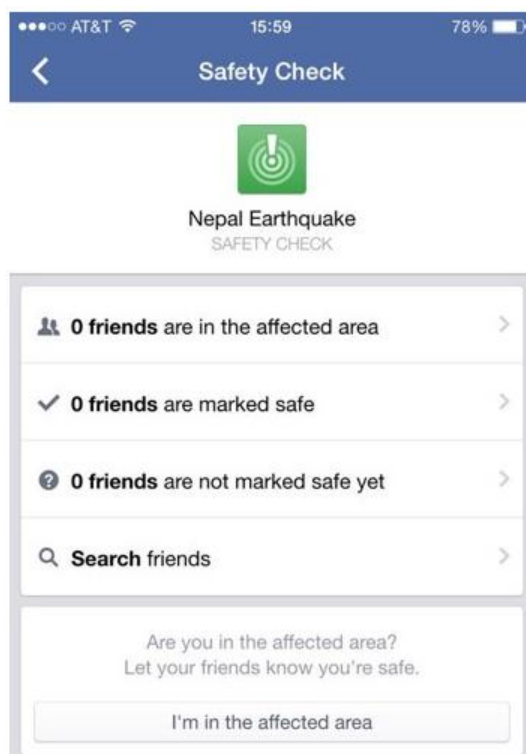 AT&T 15:59 78%
Safety Check
Nepal Earthquake
SAFETY CHECK
0 friends are in the affected area
0 friends are marked safe
0 friends are not marked safe yet
Search friends
Are you in the affected area?
Let your friends know you're safe.
I'm in the affected area